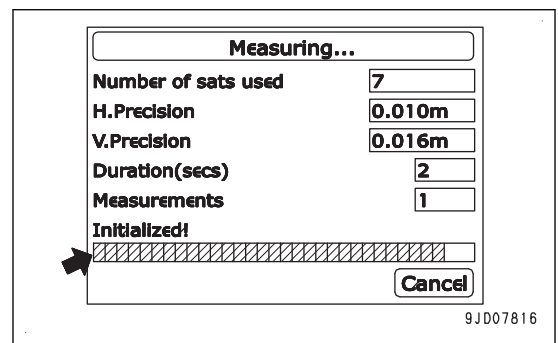 Measuring...
Number of sats used 7
H.Precision 0.010m
V.Precision 0.016m
Duration(secs) 2
Measurements 1
Initialized!
Cancel
9JD07816